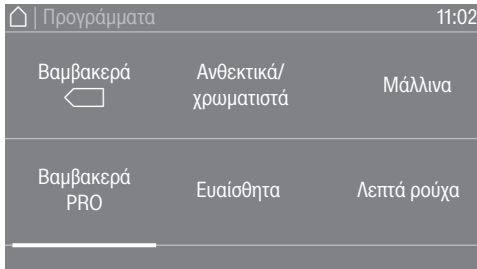 | Προγράμματα 11:02
Βαμβακερά
Ανθεκτικά/
χρωματιστά
Μάλλινα
Βαμβακερά
PRO
Ευαίσθητα
Λεπτά ρούχα